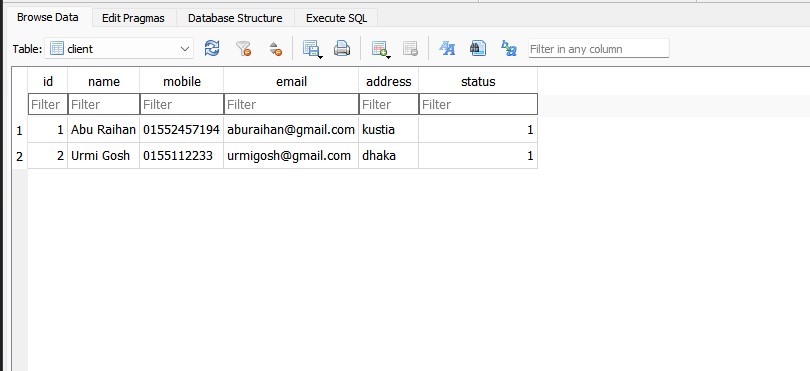 Browse Data Edit Pragmas Database Structure Execute SQL
Table: client Filter in any column
id name mobile email address status
Filter Filter Filter Filter Filter Filter
1 1 Abu Raihan 01552457194 aburaihan@gmail.com kustia 1
2 2 Urmi Gosh 0155112233 urmigosh@gmail.com dhaka 1